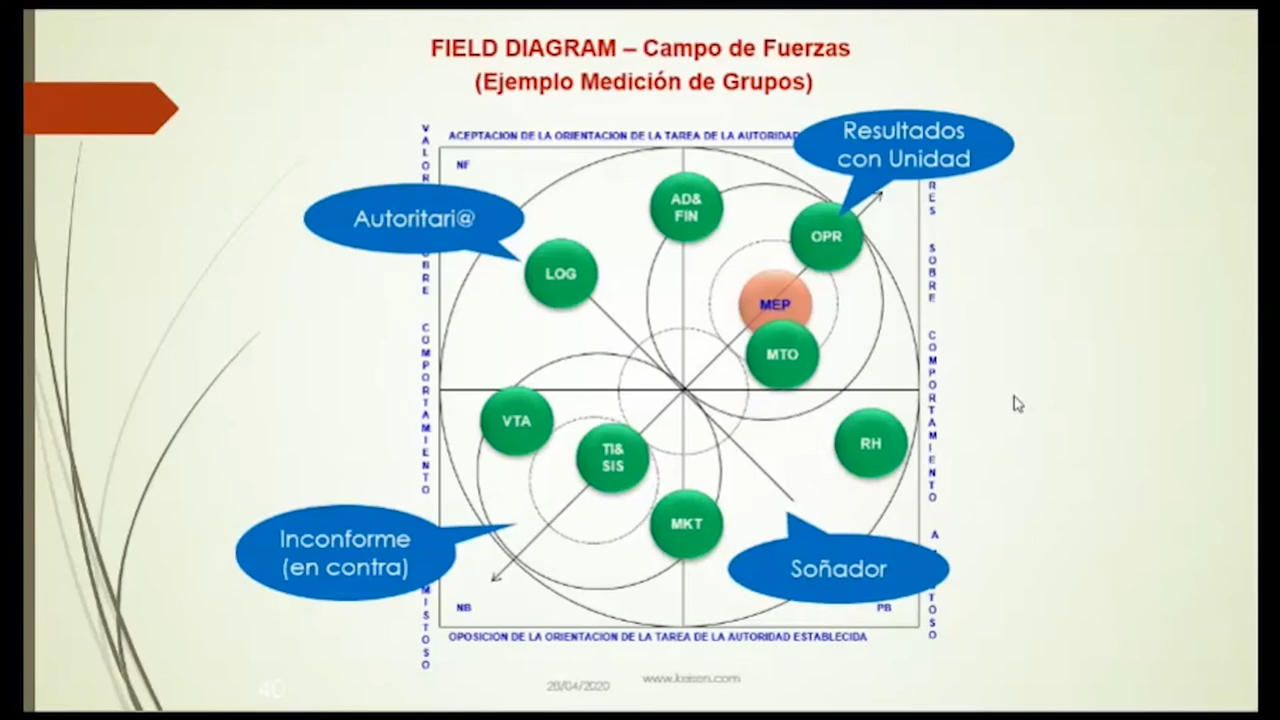 FIELD DIAGRAM – Campo de Fuerzas
(Ejemplo Medición de Grupos)
ACEPTACION DE LA ORIENTACION DE LA TAREA DE LA AUTORIDAD
Resultados
con Unidad
NF
Autoritari@
AD&
FIN
OPR
LOG
MEP
MTO
VTA
TI&
SIS
RH
MKT
Inconforme
(en contra)
Soñador
NB
PB
OPOSICION DE LA ORIENTACION DE LA TAREA DE LA AUTORIDAD ESTABLECIDA
COMPORTAMIENTO
SOBRE COMPORTAMIENTO
40
28/04/2020
www.keisen.com